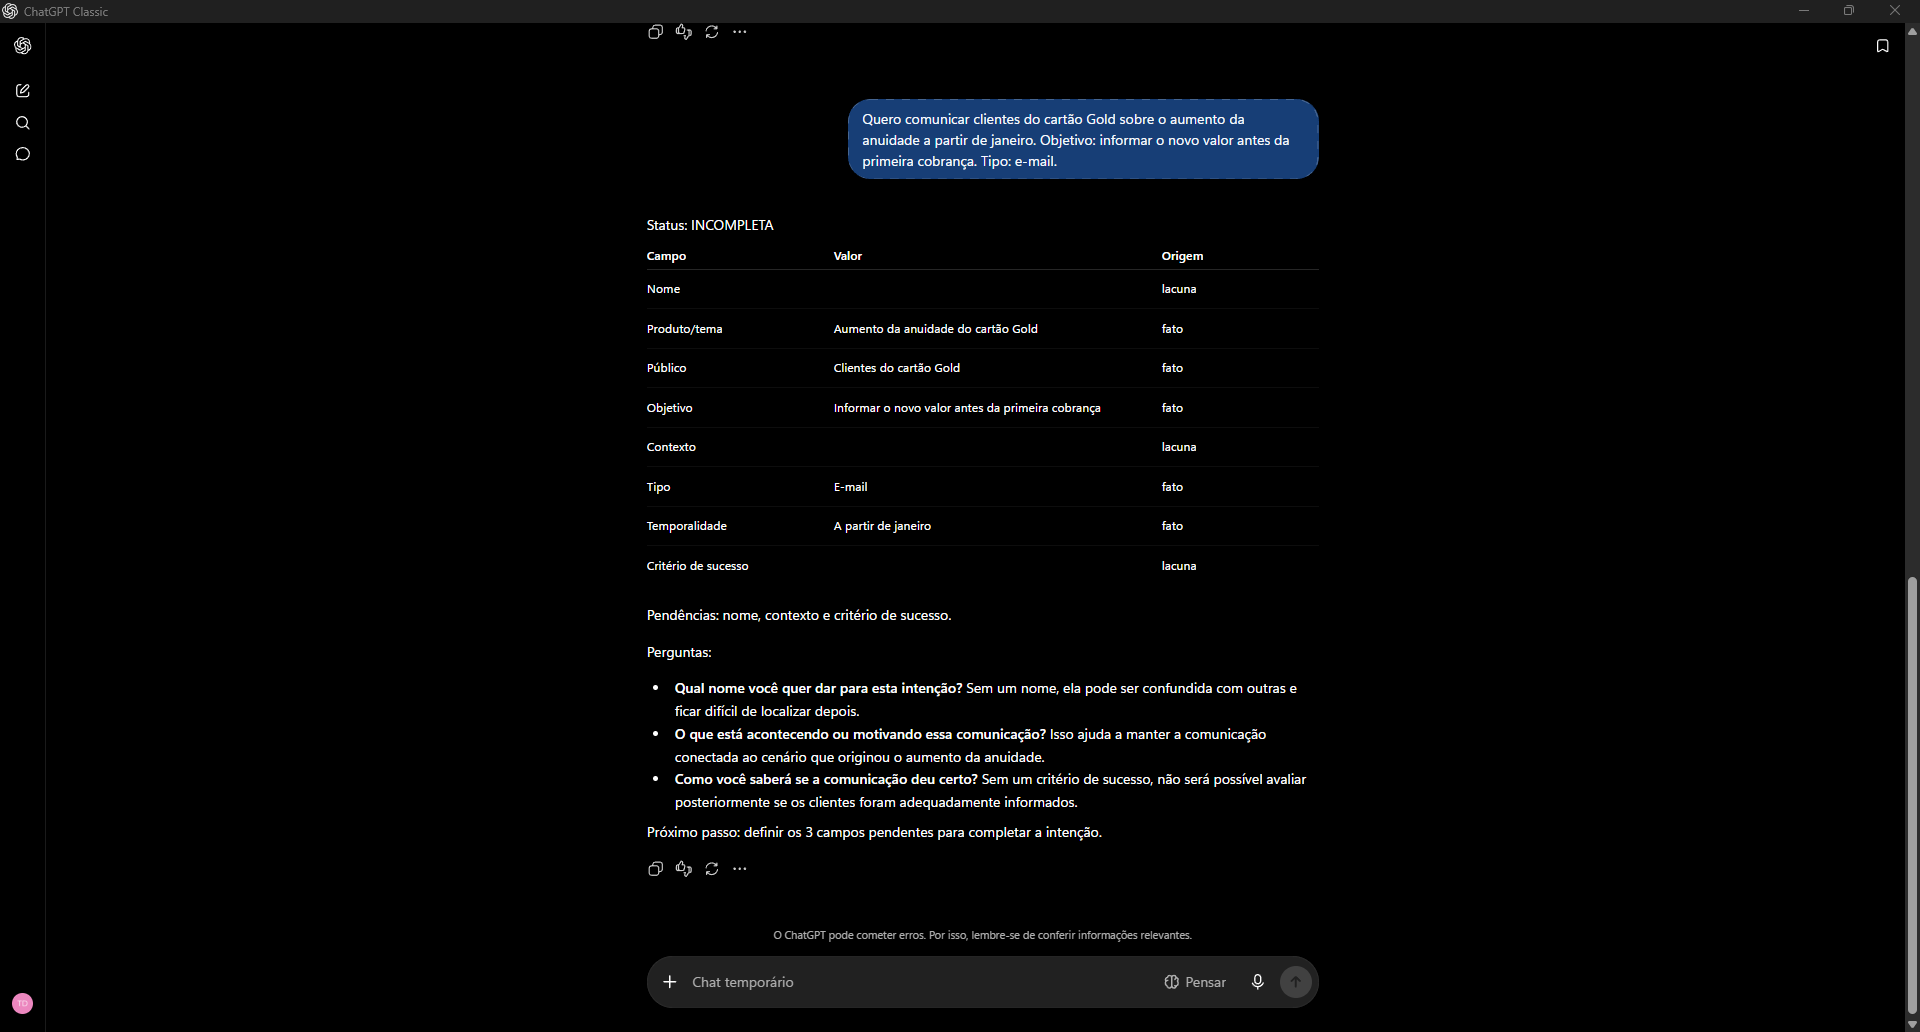 ChatGPT Classic
Quero comunicar clientes do cartão Gold sobre o aumento da
anuidade a partir de janeiro. Objetivo: informar o novo valor antes da
primeira cobrança. Tipo: e-mail.
Status: INCOMPLETA
Campo Valor Origem
Nome lacuna
Produto/tema Aumento da anuidade do cartão Gold fato
Público Clientes do cartão Gold fato
Objetivo Informar o novo valor antes da primeira cobrança fato
Contexto lacuna
Tipo E-mail fato
Temporalidade A partir de janeiro fato
Critério de sucesso lacuna
Pendências: nome, contexto e critério de sucesso.
Perguntas:
• Qual nome você quer dar para esta intenção? Sem um nome, ela pode ser confundida com outras e
ficar difícil de localizar depois.
• O que está acontecendo ou motivando essa comunicação? Isso ajuda a manter a comunicação
conectada ao cenário que originou o aumento da anuidade.
• Como você saberá se a comunicação deu certo? Sem um critério de sucesso, não será possível avaliar
posteriormente se os clientes foram adequadamente informados.
Próximo passo: definir os 3 campos pendentes para completar a intenção.
O ChatGPT pode cometer erros. Por isso, lembre-se de conferir informações relevantes.
Chat temporário Pensar
TD